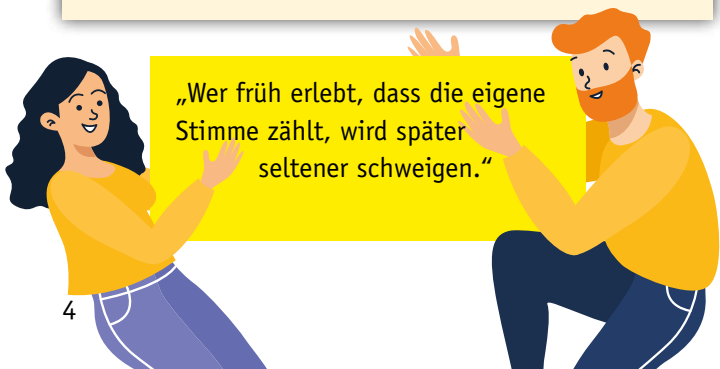 „Wer früh erlebt, dass die eigene
Stimme zählt, wird später
seltener schweigen.“
4